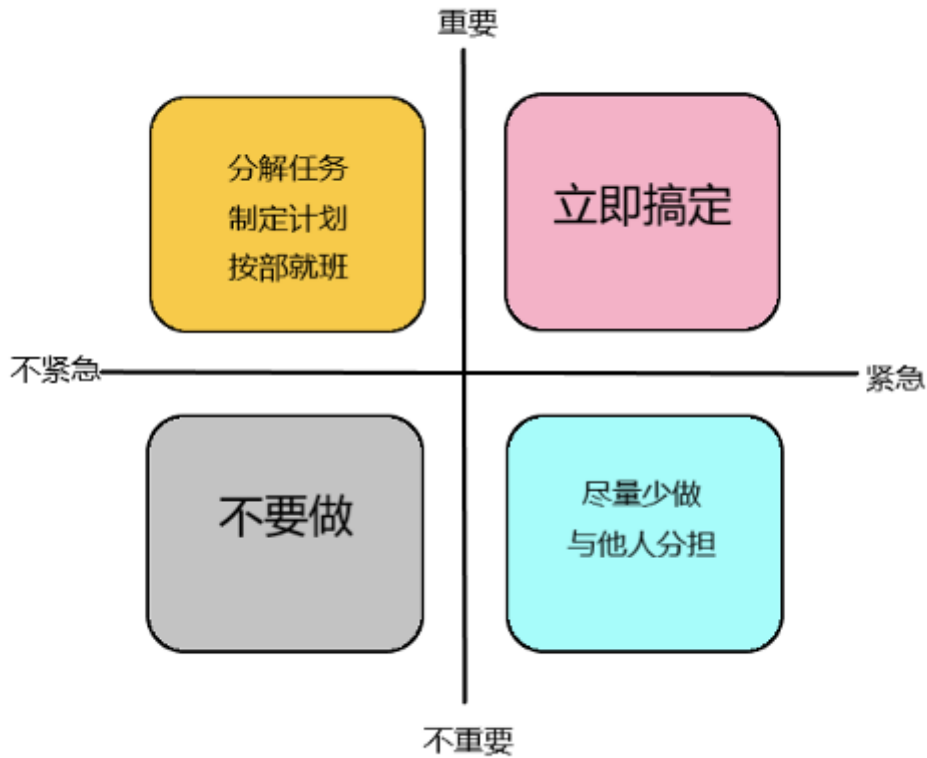 重要
分解任务
制定计划
按部就班
立即搞定
不紧急
紧急
不要做
尽量少做
与他人分担
不重要